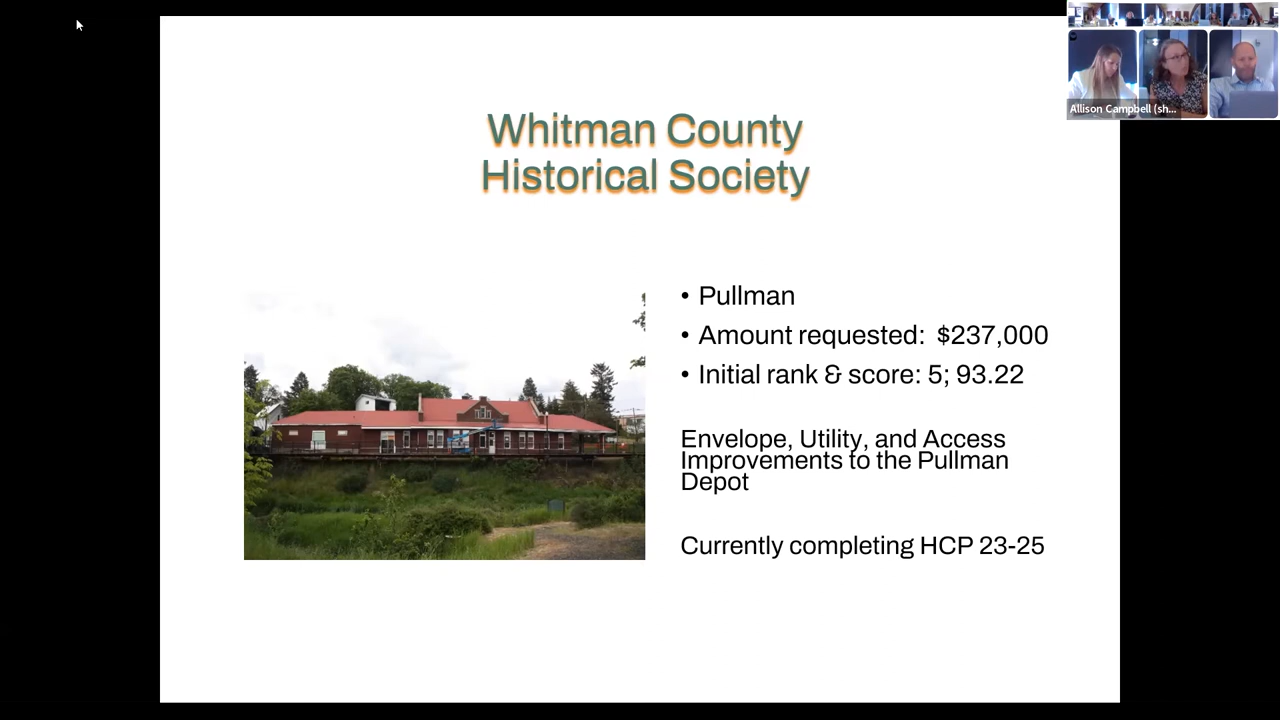 Allison Campbell (sh...
Whitman County
Historical Society
• Pullman
• Amount requested:  $237,000
• Initial rank & score: 5; 93.22
Envelope, Utility, and Access
Improvements to the Pullman
Depot
Currently completing HCP 23-25